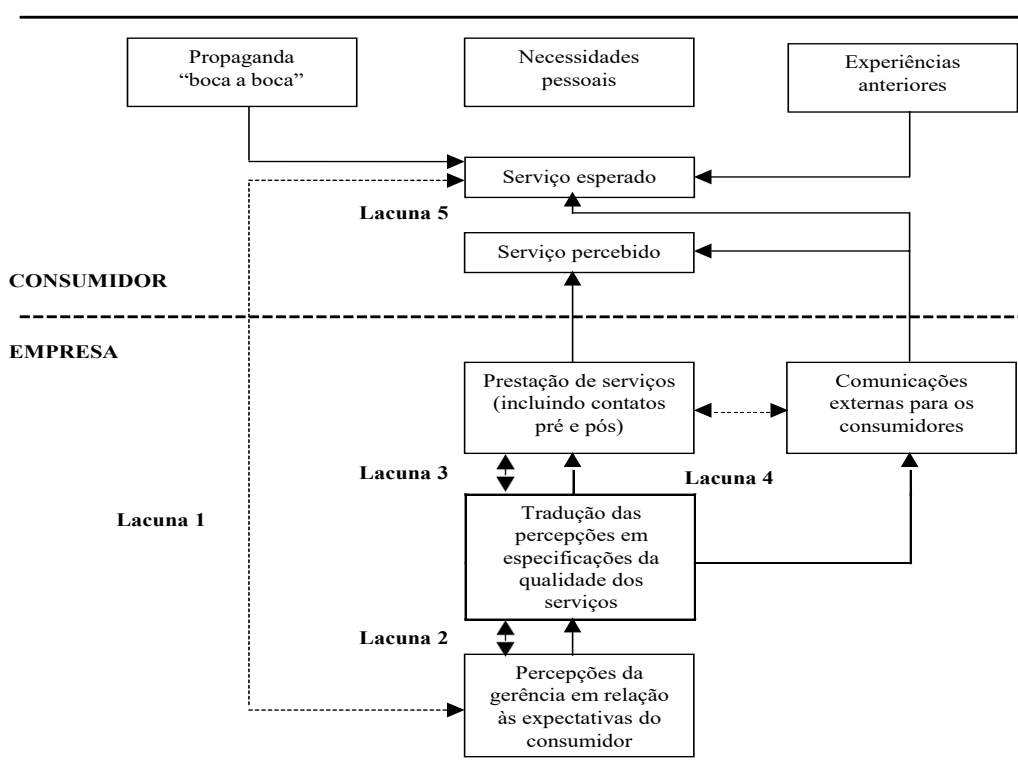 Propaganda
“boca a boca”
Necessidades
pessoais
Experiências
anteriores
Serviço esperado
Lacuna 5
Serviço percebido
CONSUMIDOR
EMPRESA
Prestação de serviços
(incluindo contatos
pré e pós)
Comunicações
externas para os
consumidores
Lacuna 3
Lacuna 4
Lacuna 1
Tradução das
percepções em
especificações da
qualidade dos
serviços
Lacuna 2
Percepções da
gerência em relação
às expectativas do
consumidor